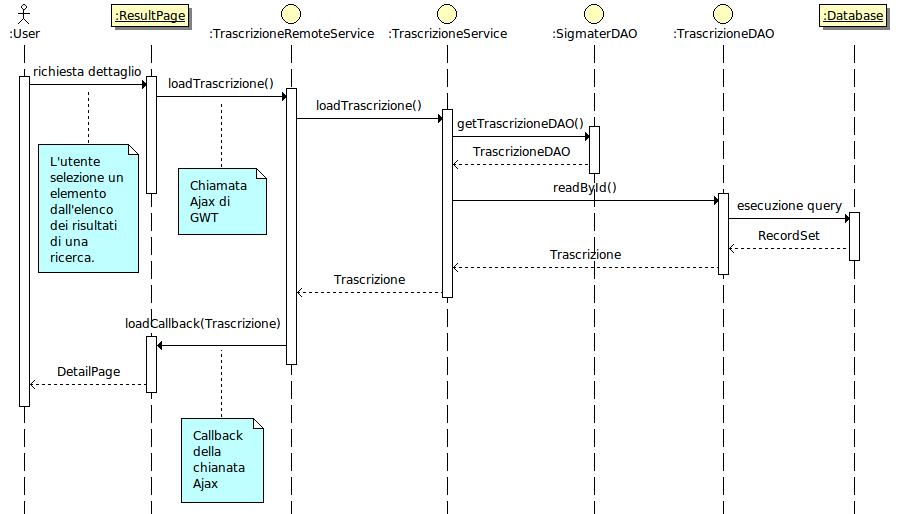 :User
:ResultPage
:TrascrizioneRemoteService
:TrascrizioneService
:SigmaterDAO
:TrascrizioneDAO
:Database
richiesta dettaglio
loadTrascrizione()
loadTrascrizione()
getTrascrizioneDAO()
TrascrizioneDAO
L'utente
selezione un
elemento
dall'elenco
dei risultati
di una
ricerca.
Chiamata
Ajax di
GWT
readById()
esecuzione query
RecordSet
Trascrizione
Trascrizione
loadCallback(Trascrizione)
DetailPage
Callback
della
chianata
Ajax